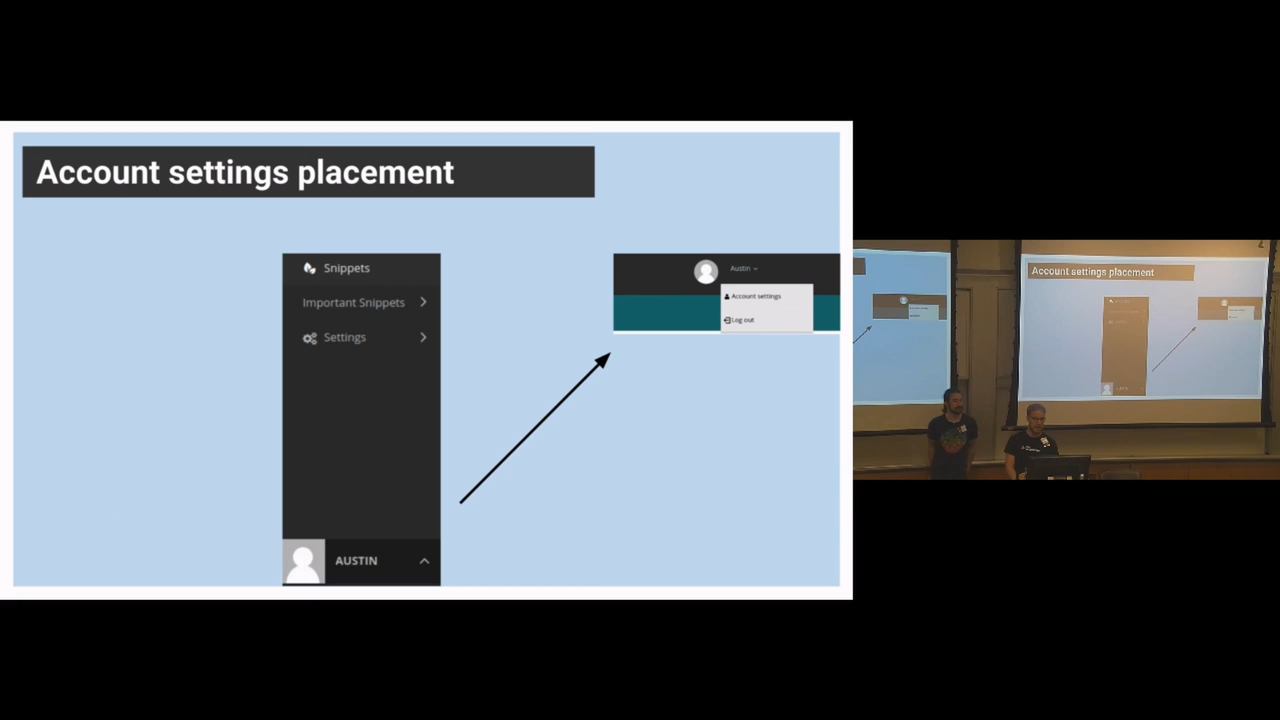 Account settings placement
Snippets
Important Snippets
Settings
AUSTIN
Austin
Account settings
Log out
Account settings placement